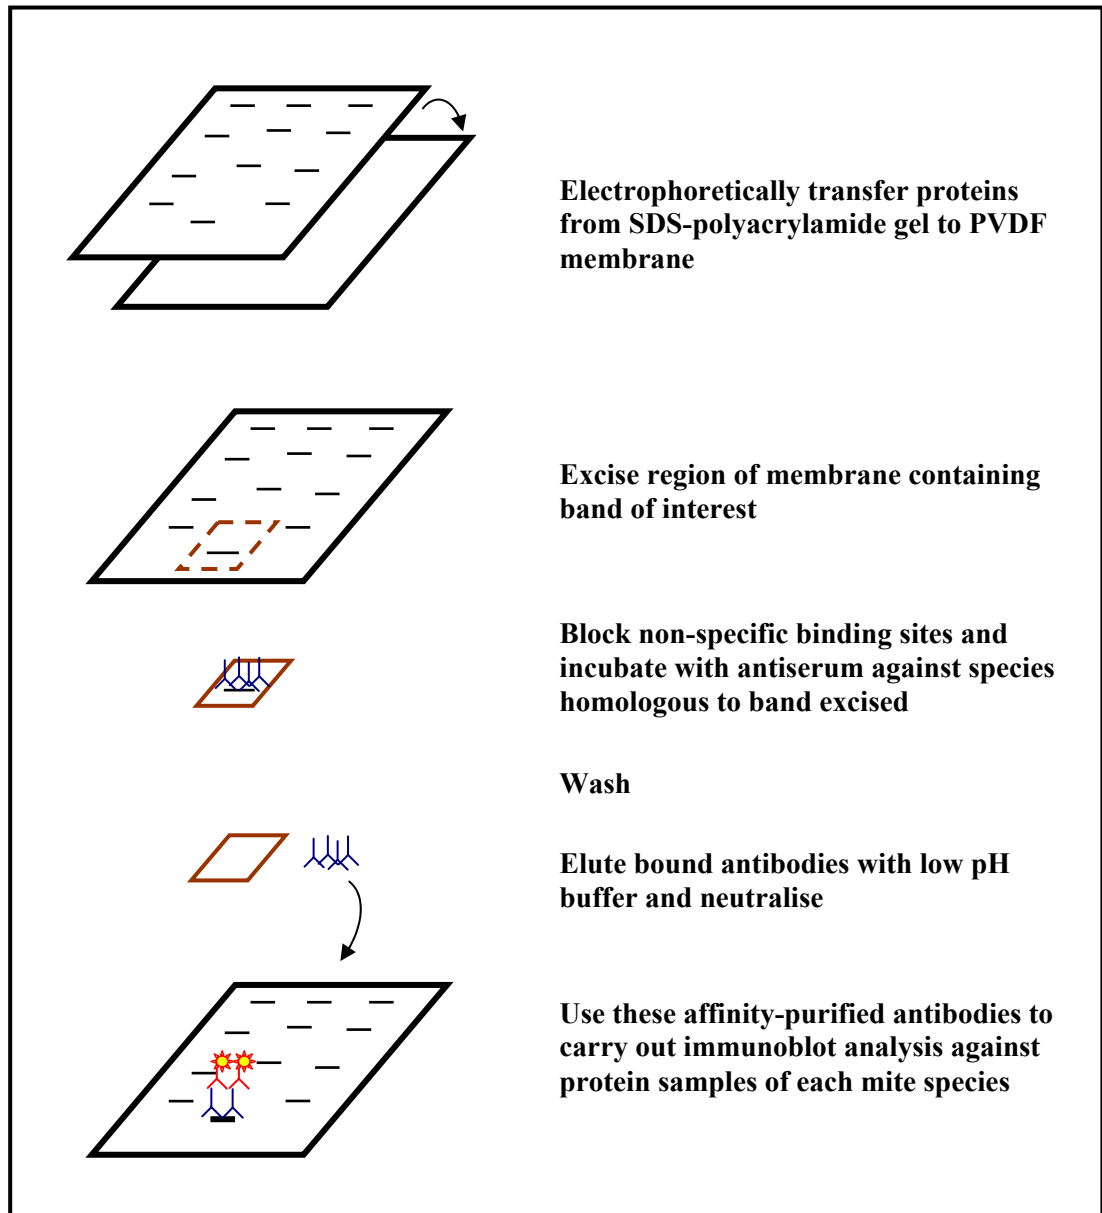 Electrophoretically transfer proteins
from SDS-polyacrylamide gel to PVDF
membrane
Excise region of membrane containing
band of interest
Block non-specific binding sites and
incubate with antiserum against species
homologous to band excised
Wash
Elute bound antibodies with low pH
buffer and neutralise
Use these affinity-purified antibodies to
carry out immunoblot analysis against
protein samples of each mite species